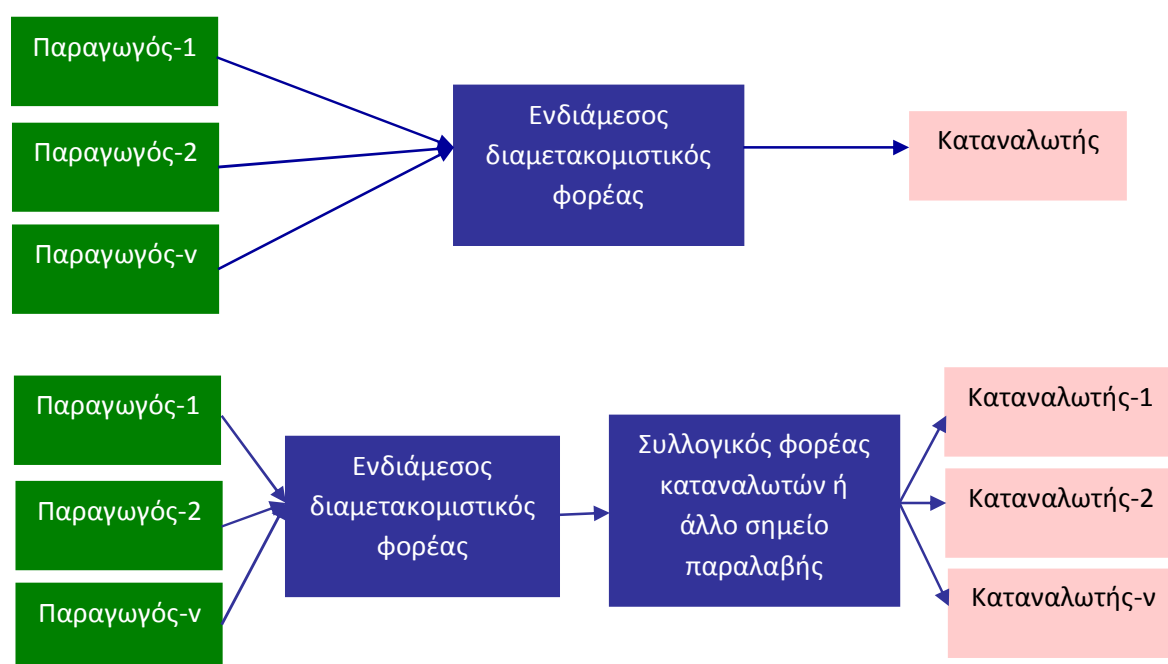 Παραγωγός-1
Παραγωγός-2
Παραγωγός-ν
Ενδιάμεσος
διαμετακομιστικός
φορέας
Καταναλωτής
Παραγωγός-1
Παραγωγός-2
Παραγωγός-ν
Ενδιάμεσος
διαμετακομιστικός
φορέας
Συλλογικός φορέας
καταναλωτών ή
άλλο σημείο
παραλαβής
Καταναλωτής-1
Καταναλωτής-2
Καταναλωτής-ν